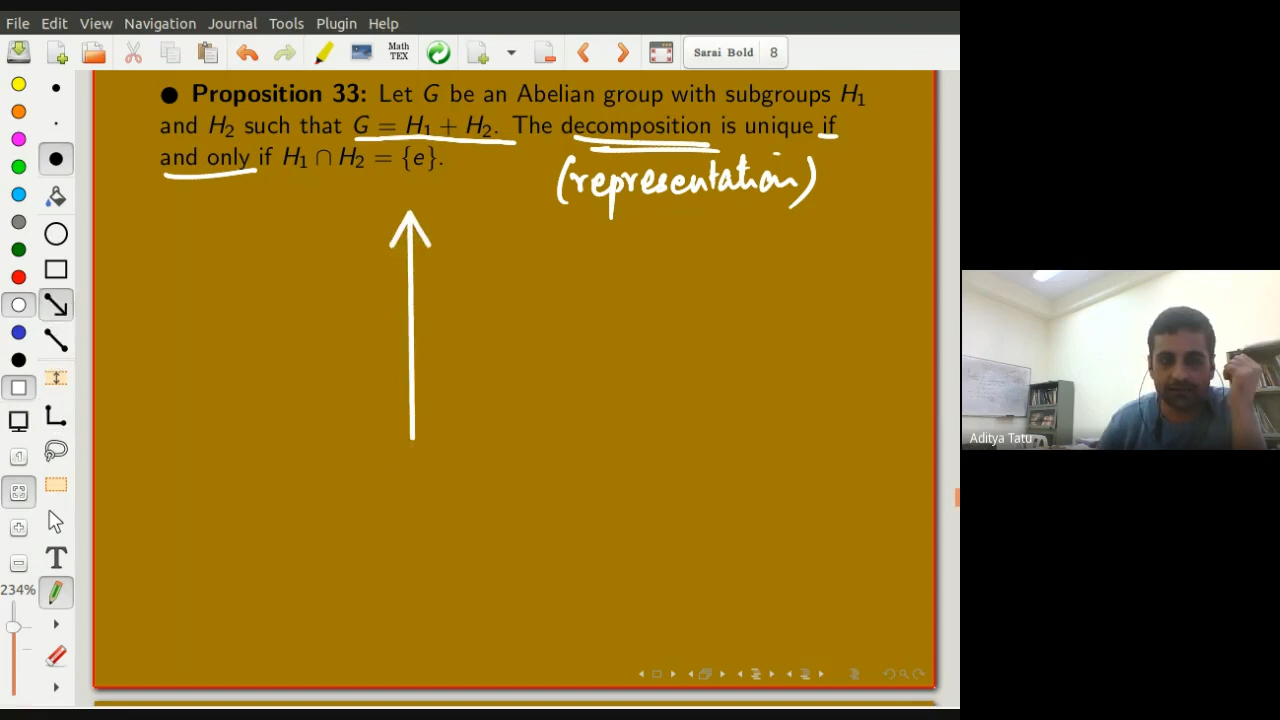 File Edit View Navigation Journal Tools Plugin Help
Math TEX
Sarai Bold 8
● Proposition 33: Let G be an Abelian group with subgroups H₁
and H₂ such that G = H₁ + H₂. The decomposition is unique if
and only if H₁ ∩ H₂ = {e}.
(representation)
Aditya Tatu
234%